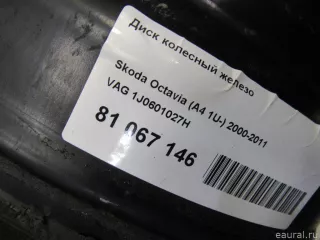 Диск колесный железо
Skoda Octavia (A4 1U-) 2000-2011
VAG 1J0601027H
81 067 146
eaural.ru